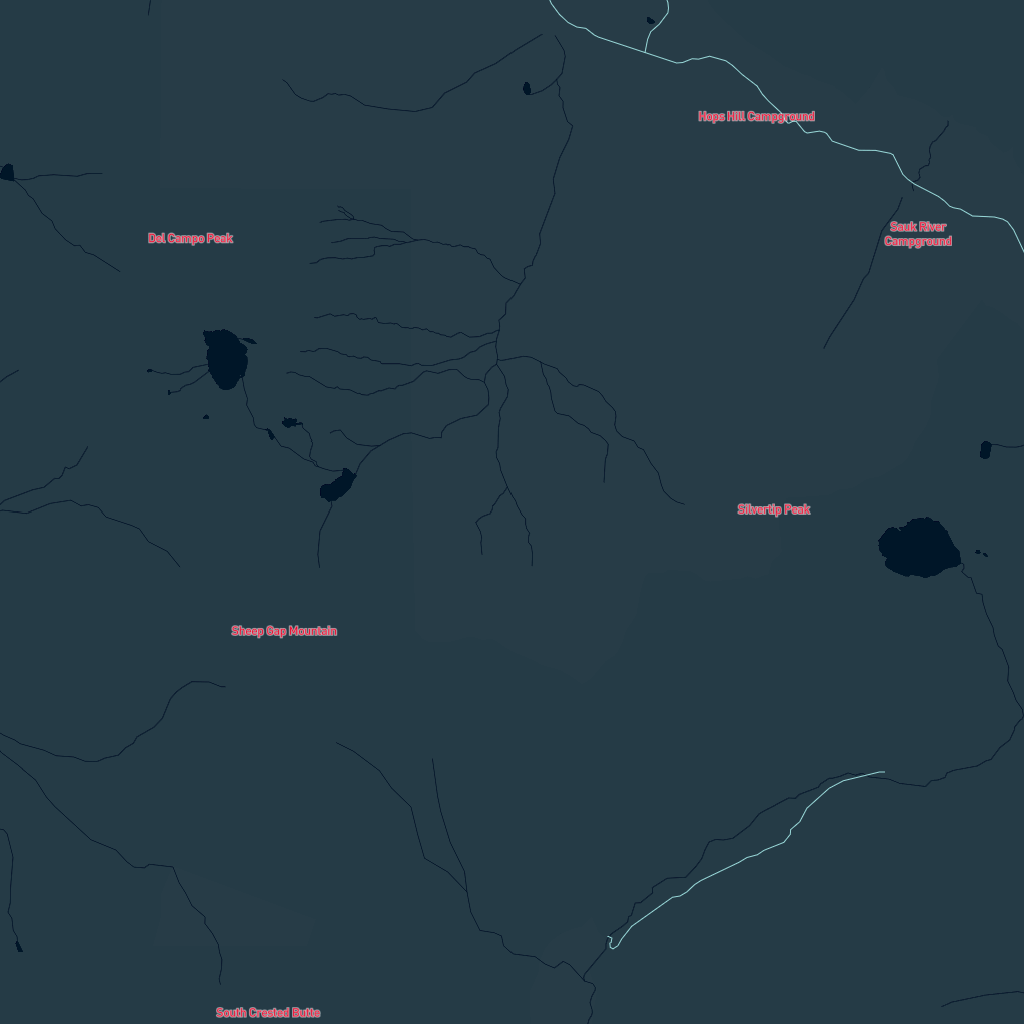 Hops Hill Campground
Sauk River
Campground
Del Campo Peak
Silvertip Peak
Sheep Gap Mountain
South Crested Butte